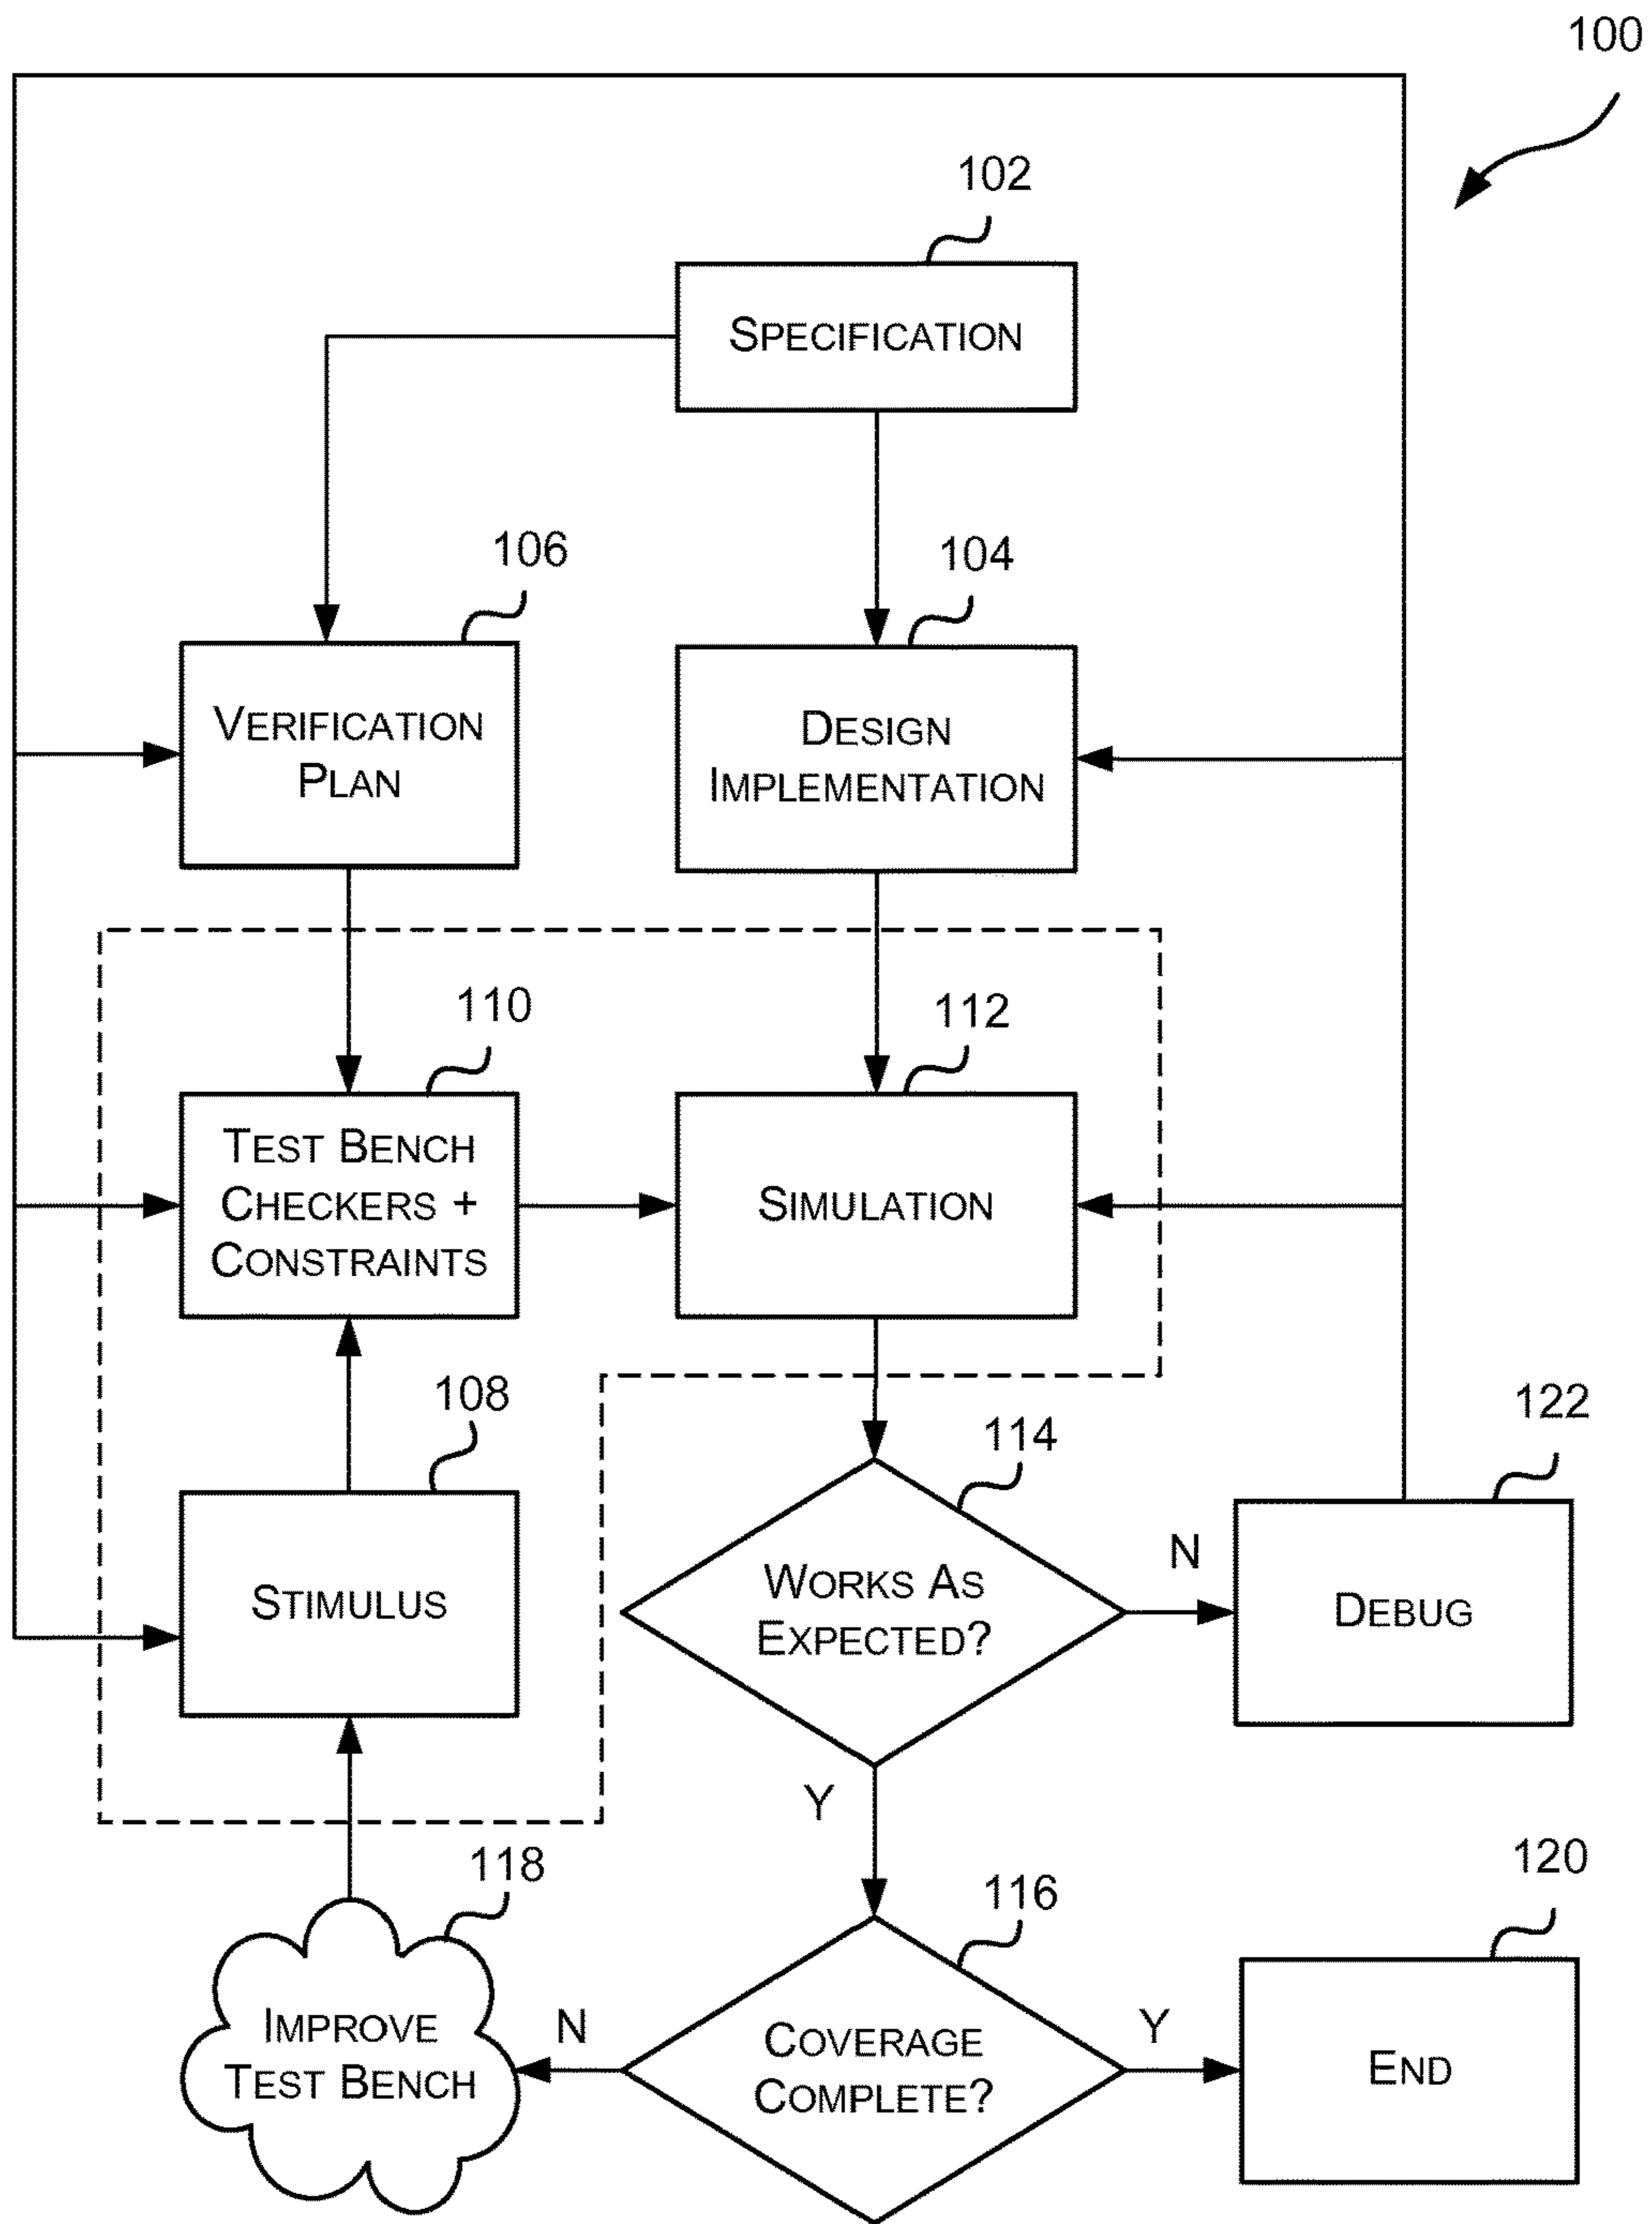 100
102
SPECIFICATION
106
104
VERIFICATION
PLAN
DESIGN
IMPLEMENTATION
110
112
TEST BENCH
CHECKERS +
CONSTRAINTS
SIMULATION
108
114
122
STIMULUS
WORKS AS
EXPECTED?
N
DEBUG
Y
118
116
120
IMPROVE
TEST BENCH
N
COVERAGE
COMPLETE?
Y
END